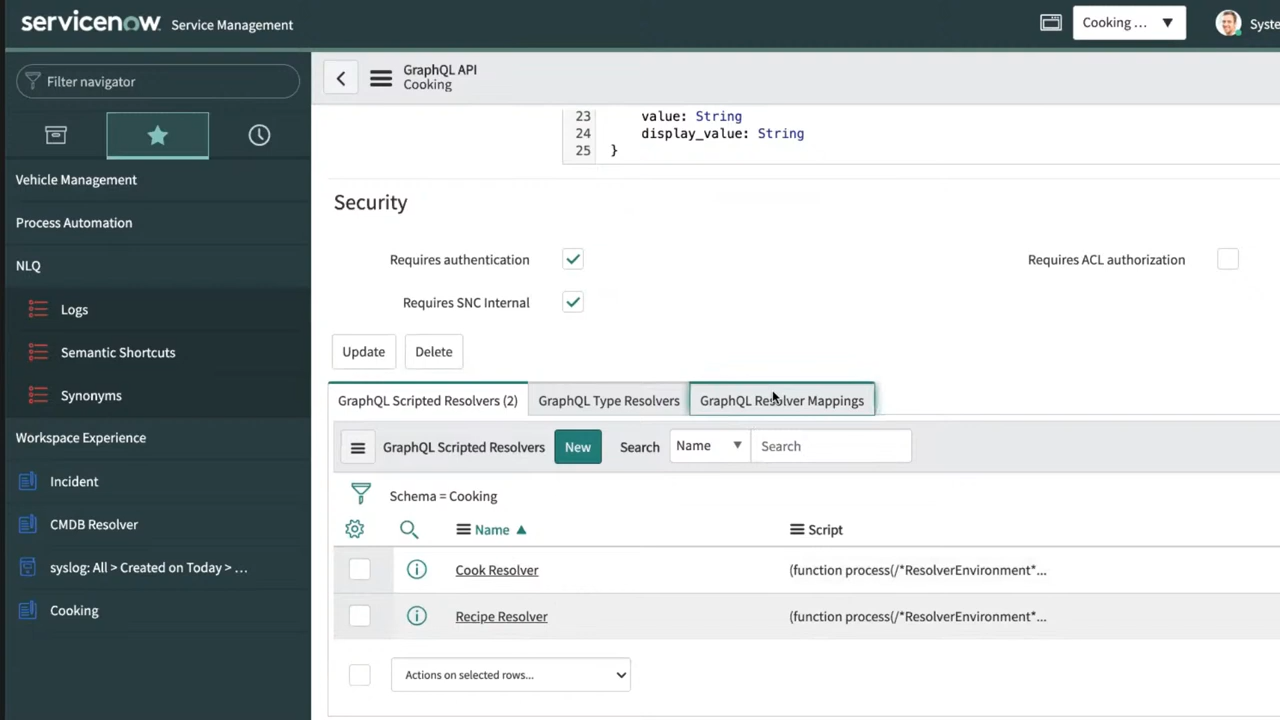 servicenow Service Management
Cooking ...
Syste
Filter navigator
Vehicle Management
Process Automation
NLQ
Logs
Semantic Shortcuts
Synonyms
Workspace Experience
Incident
CMDB Resolver
syslog: All > Created on Today > ...
Cooking
GraphQL API
Cooking
23 value: String
24 display_value: String
25 }
Security
Requires authentication
Requires ACL authorization
Requires SNC Internal
Update Delete
GraphQL Scripted Resolvers (2) GraphQL Type Resolvers GraphQL Resolver Mappings
GraphQL Scripted Resolvers New Search Name Search
Schema = Cooking
Name Script
Cook Resolver (function process(/*ResolverEnvironment*...
Recipe Resolver (function process(/*ResolverEnvironment*...
Actions on selected rows...